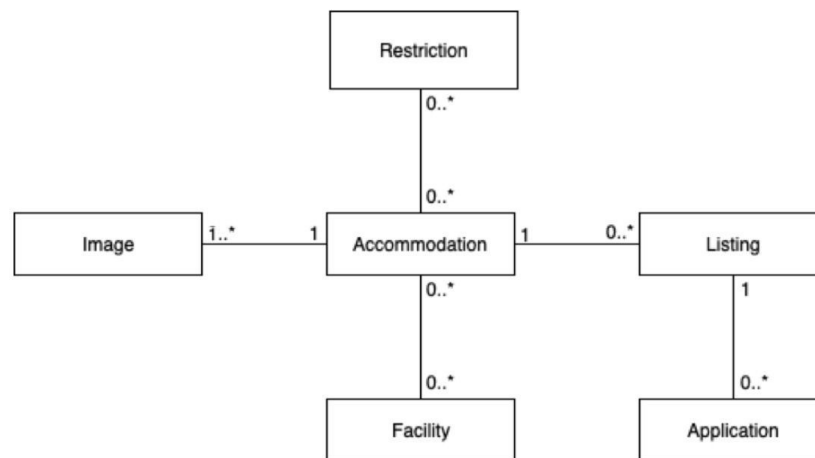 Restriction
0..*
0..*
Image
1..*
1
Accommodation
1
0..*
Listing
0..*
1
0..*
0..*
Facility
Application